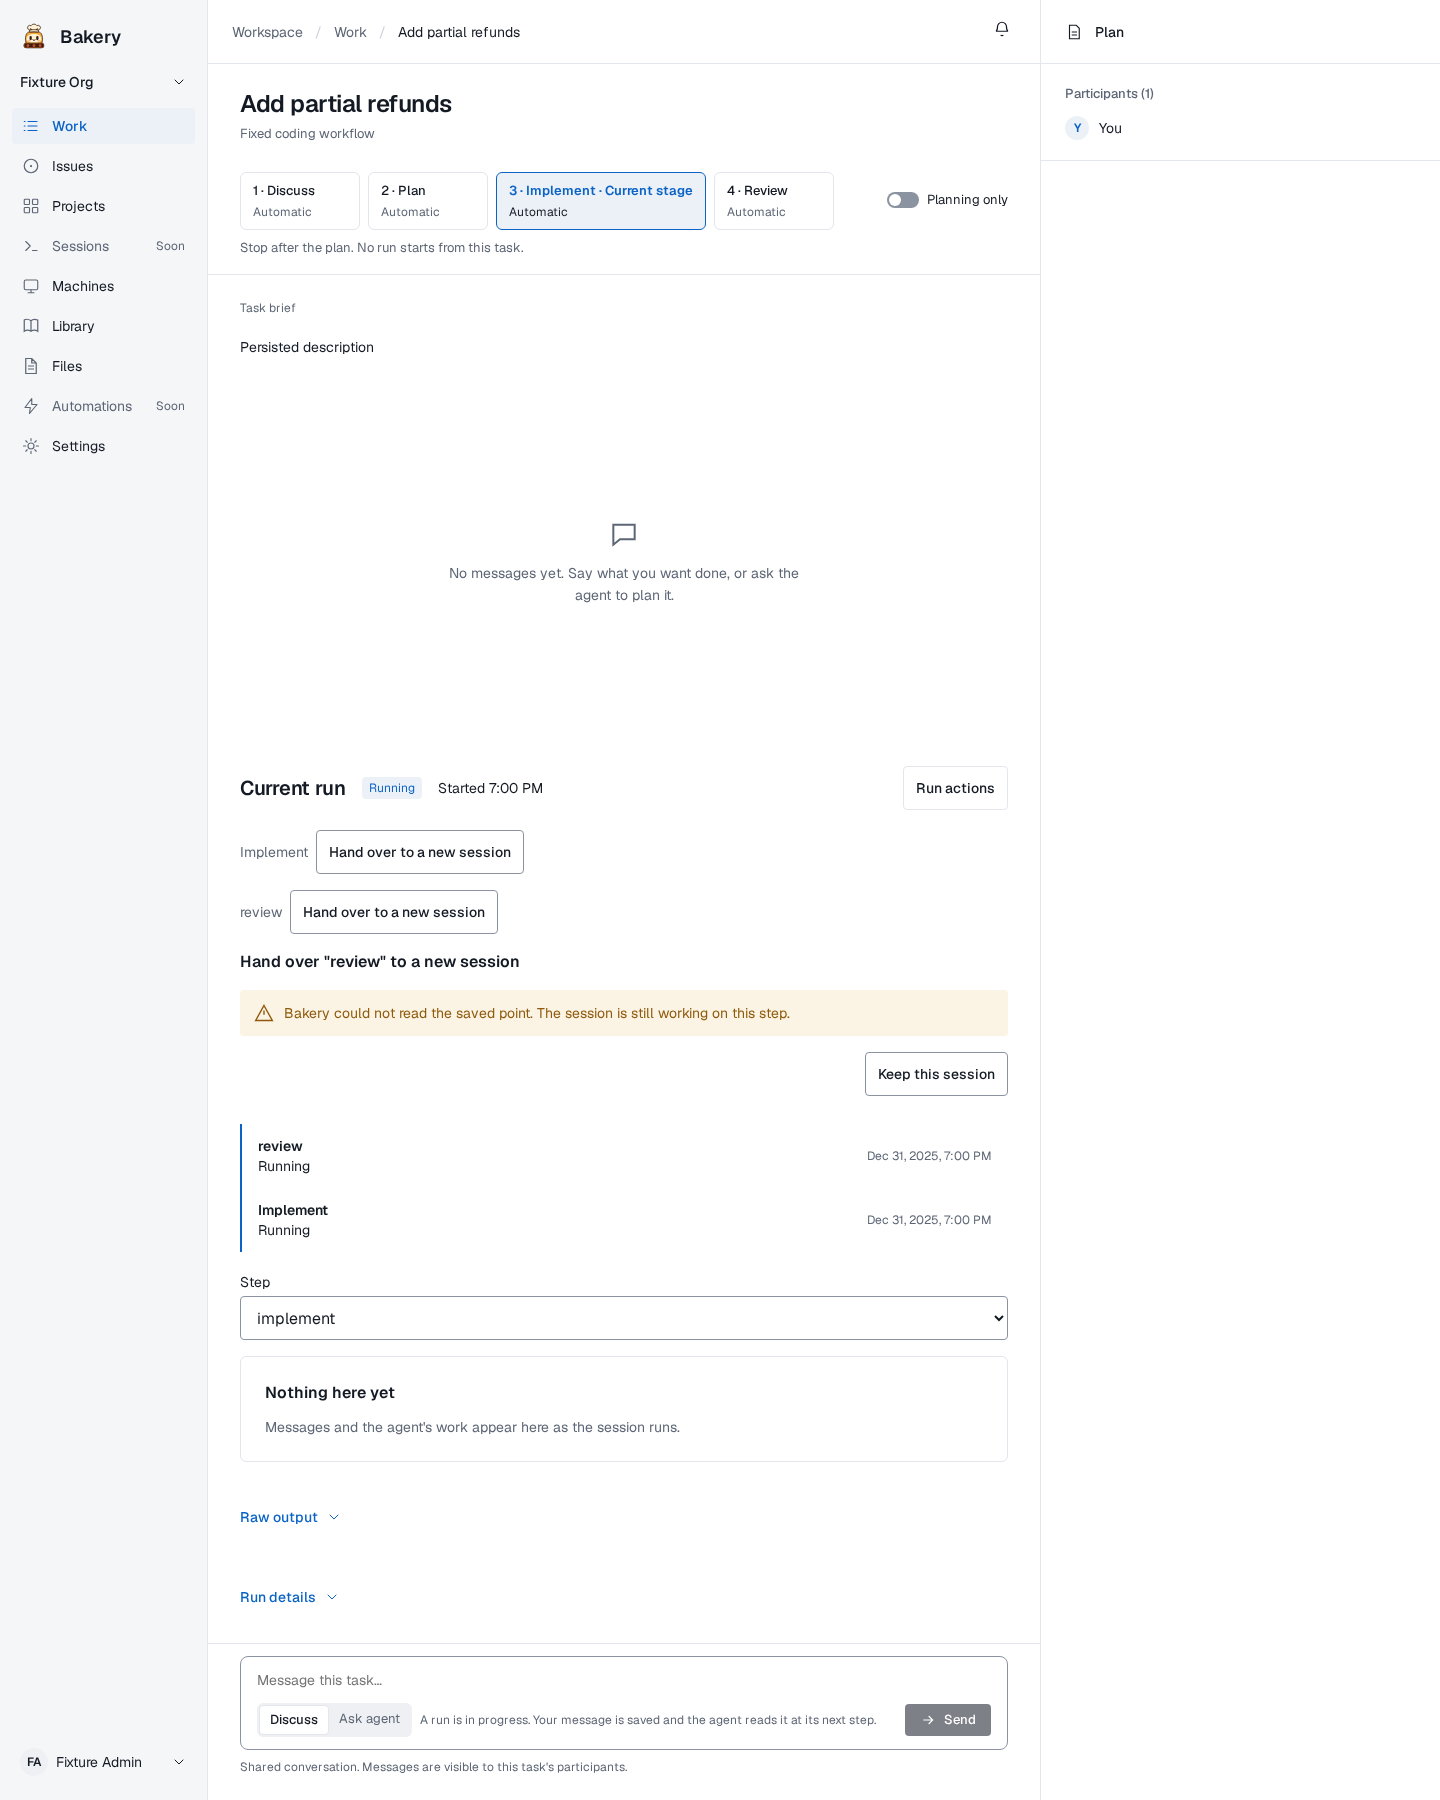 Bakery
Fixture Org
Work
Issues
Projects
Sessions Soon
Machines
Library
Files
Automations Soon
Settings
FA Fixture Admin
Workspace / Work / Add partial refunds
Add partial refunds
Fixed coding workflow
1 · Discuss
Automatic
2 · Plan
Automatic
3 · Implement · Current stage
Automatic
4 · Review
Automatic
Planning only
Stop after the plan. No run starts from this task.
Task brief
Persisted description
No messages yet. Say what you want done, or ask the
agent to plan it.
Current run Running Started 7:00 PM Run actions
Implement Hand over to a new session
review Hand over to a new session
Hand over "review" to a new session
Bakery could not read the saved point. The session is still working on this step.
Keep this session
review
Running
Dec 31, 2025, 7:00 PM
Implement
Running
Dec 31, 2025, 7:00 PM
Step
implement
Nothing here yet
Messages and the agent's work appear here as the session runs.
Raw output
Run details
Message this task...
Discuss Ask agent A run is in progress. Your message is saved and the agent reads it at its next step. Send
Shared conversation. Messages are visible to this task's participants.
Plan
Participants (1)
Y You